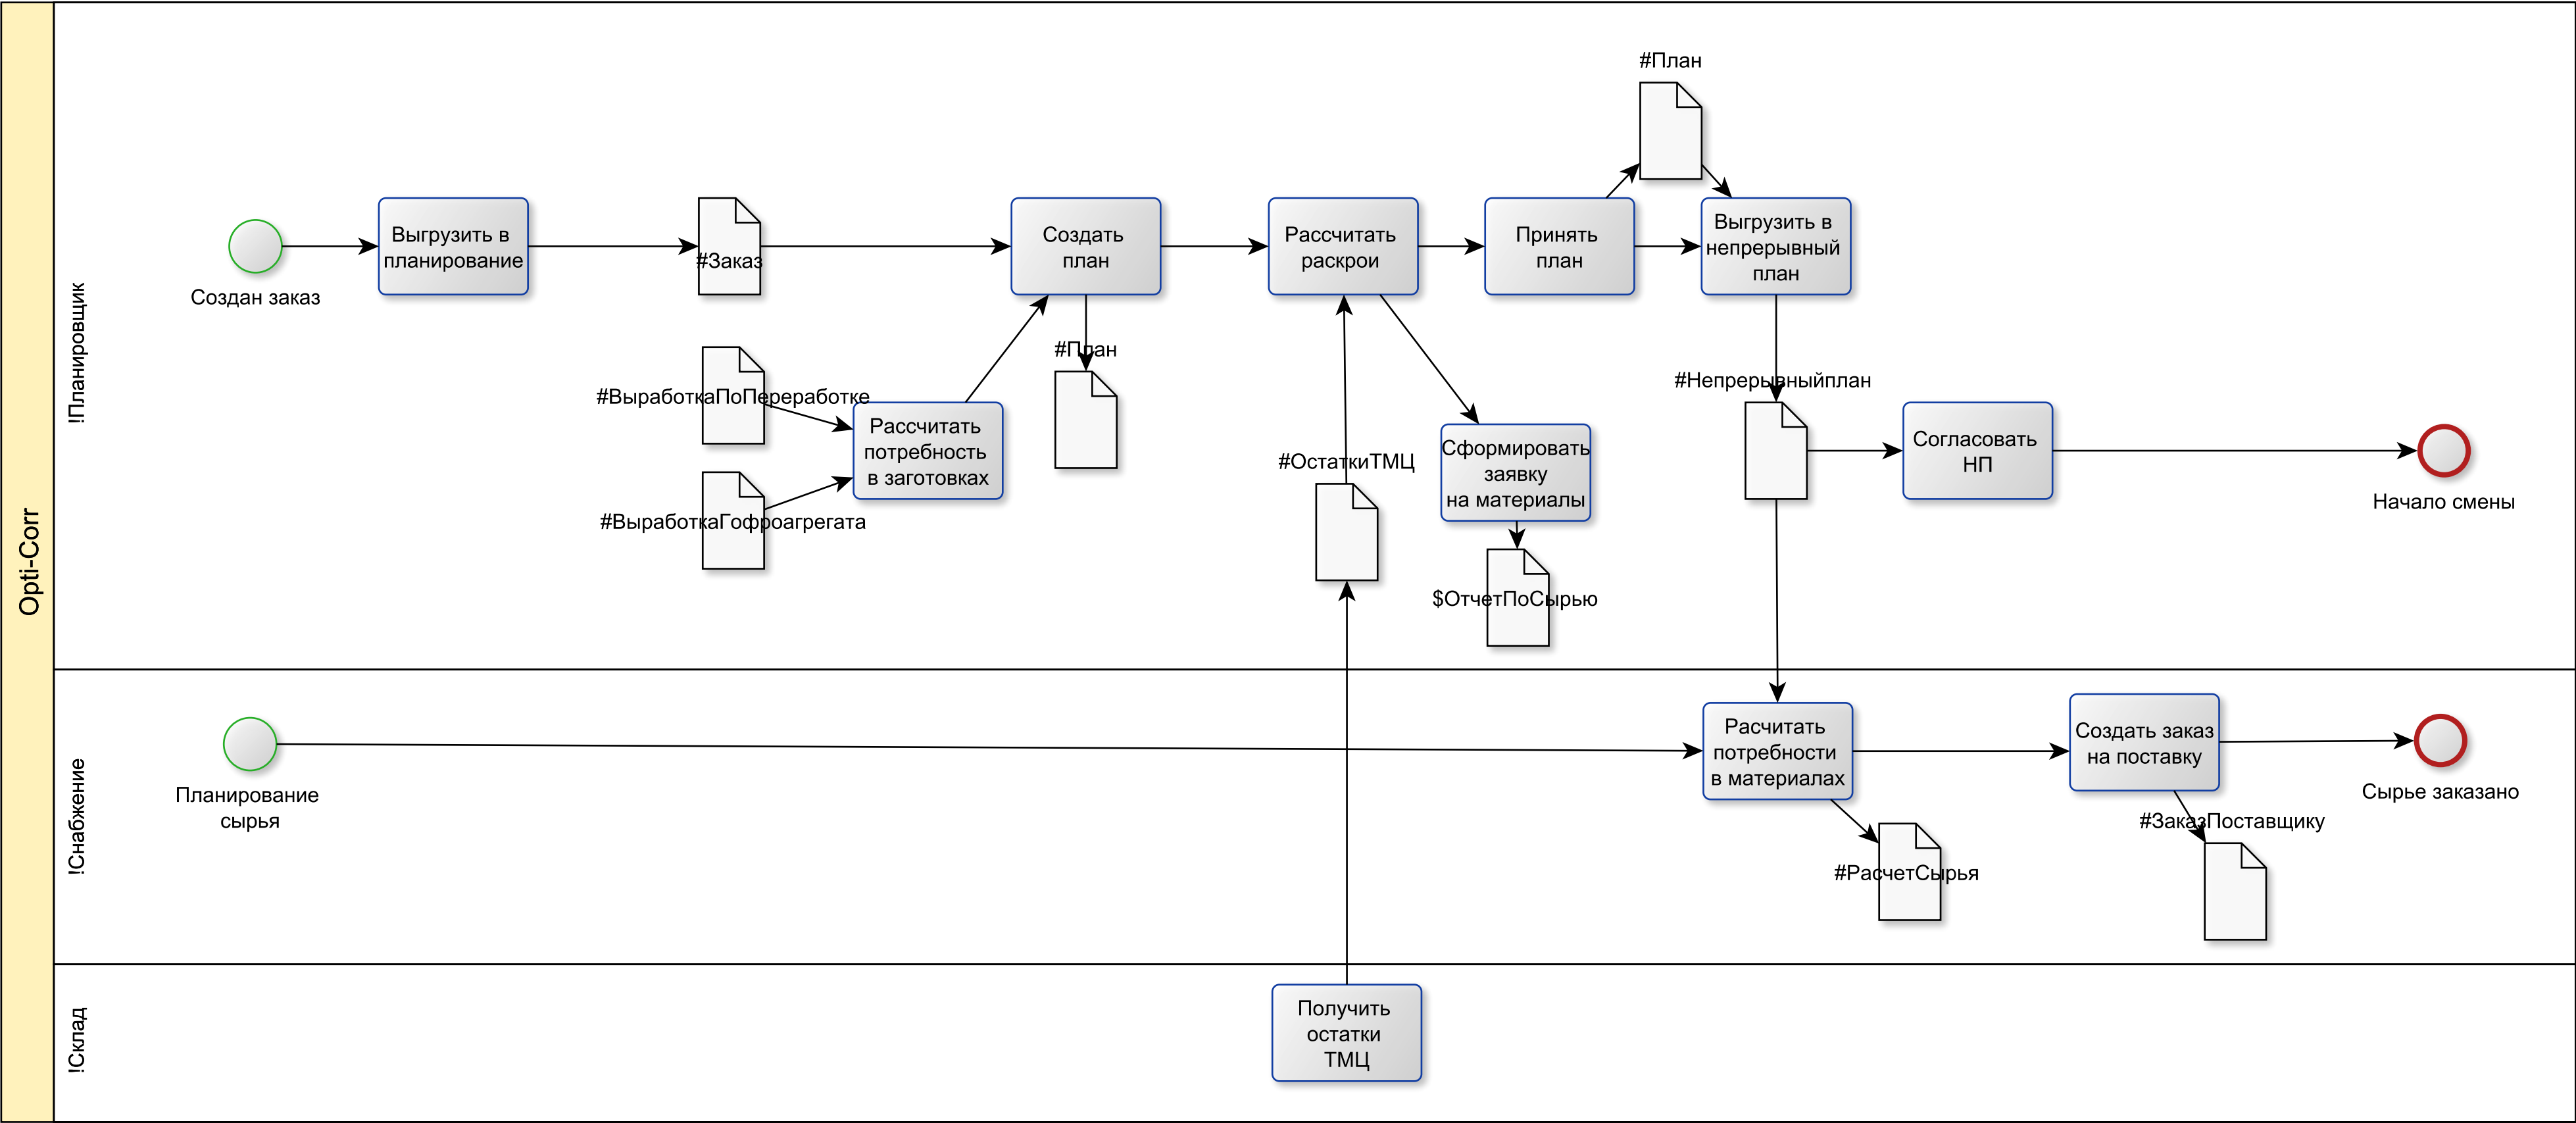 Opti-Corr
!Планировщик
#План
Создан заказ
Выгрузить в
планирование
#Заказ
Создать
план
Рассчитать
раскрои
Принять
план
Выгрузить в
непрерывный
план
#ВыработкаПоПереработке
#ВыработкаГофроагрегата
Рассчитать
потребность
в заготовках
#План
#ОстаткиТМЦ
Сформировать
заявку
на материалы
$ОтчетПоСырью
#Непрерывныйплан
Согласовать
НП
Начало смены
!Снабжение
Планирование
сырья
Расчитать
потребности
в материалах
#РасчетСырья
Создать заказ
на поставку
#ЗаказПоставщику
Сырье заказано
!Склад
Получить
остатки
ТМЦ